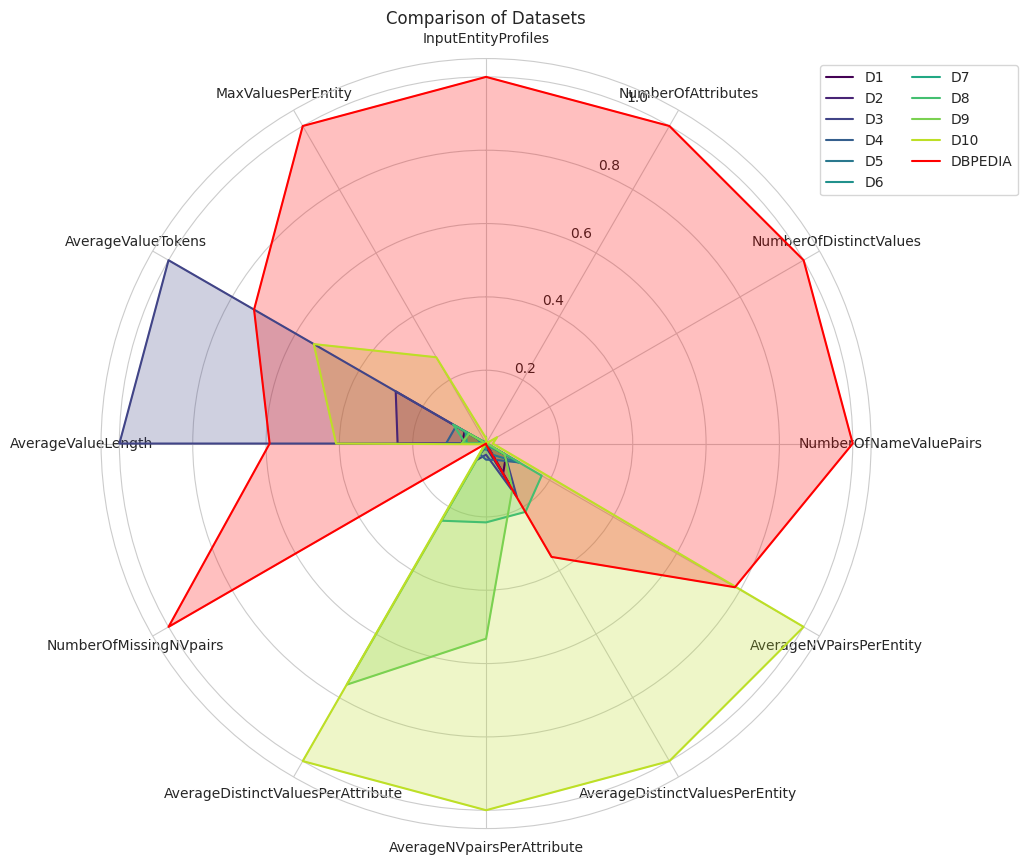 Comparison of Datasets
InputEntityProfiles
MaxValuesPerEntity
NumberOfAttributes
1.0
D1
D2
D3
D4
D5
D6
D7
D8
D9
D10
DBPEDIA
0.8
AverageValueTokens
NumberOfDistinctValues
0.6
0.4
0.2
AverageValueLength
NumberOfNameValuePairs
NumberOfMissingNVpairs
AverageNVPairsPerEntity
AverageDistinctValuesPerAttribute
AverageDistinctValuesPerEntity
AverageNVpairsPerAttribute